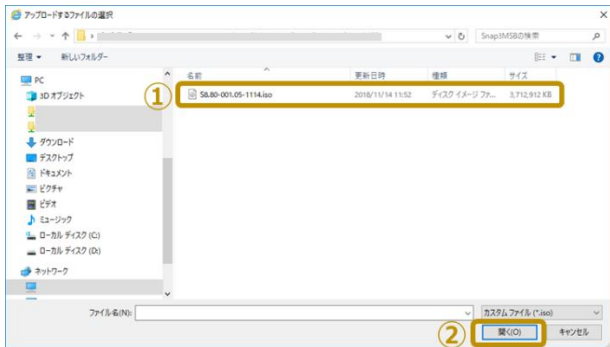 アップロードするファイルの選択
Snap3MSBの検索
整理 新しいフォルダー
名前 更新日時 種類 サイズ
PC
3D オブジェクト
① S8.80-001.05-1114.iso 2018/11/14 11:52 ディスク イメージ ファ... 3,712,912 KB
ダウンロード
デスクトップ
ドキュメント
ピクチャ
ビデオ
ミュージック
ローカル ディスク (C:)
ローカル ディスク (D:)
ネットワーク
ファイル名(N): カスタム ファイル (*.iso)
② 開く(O) キャンセル